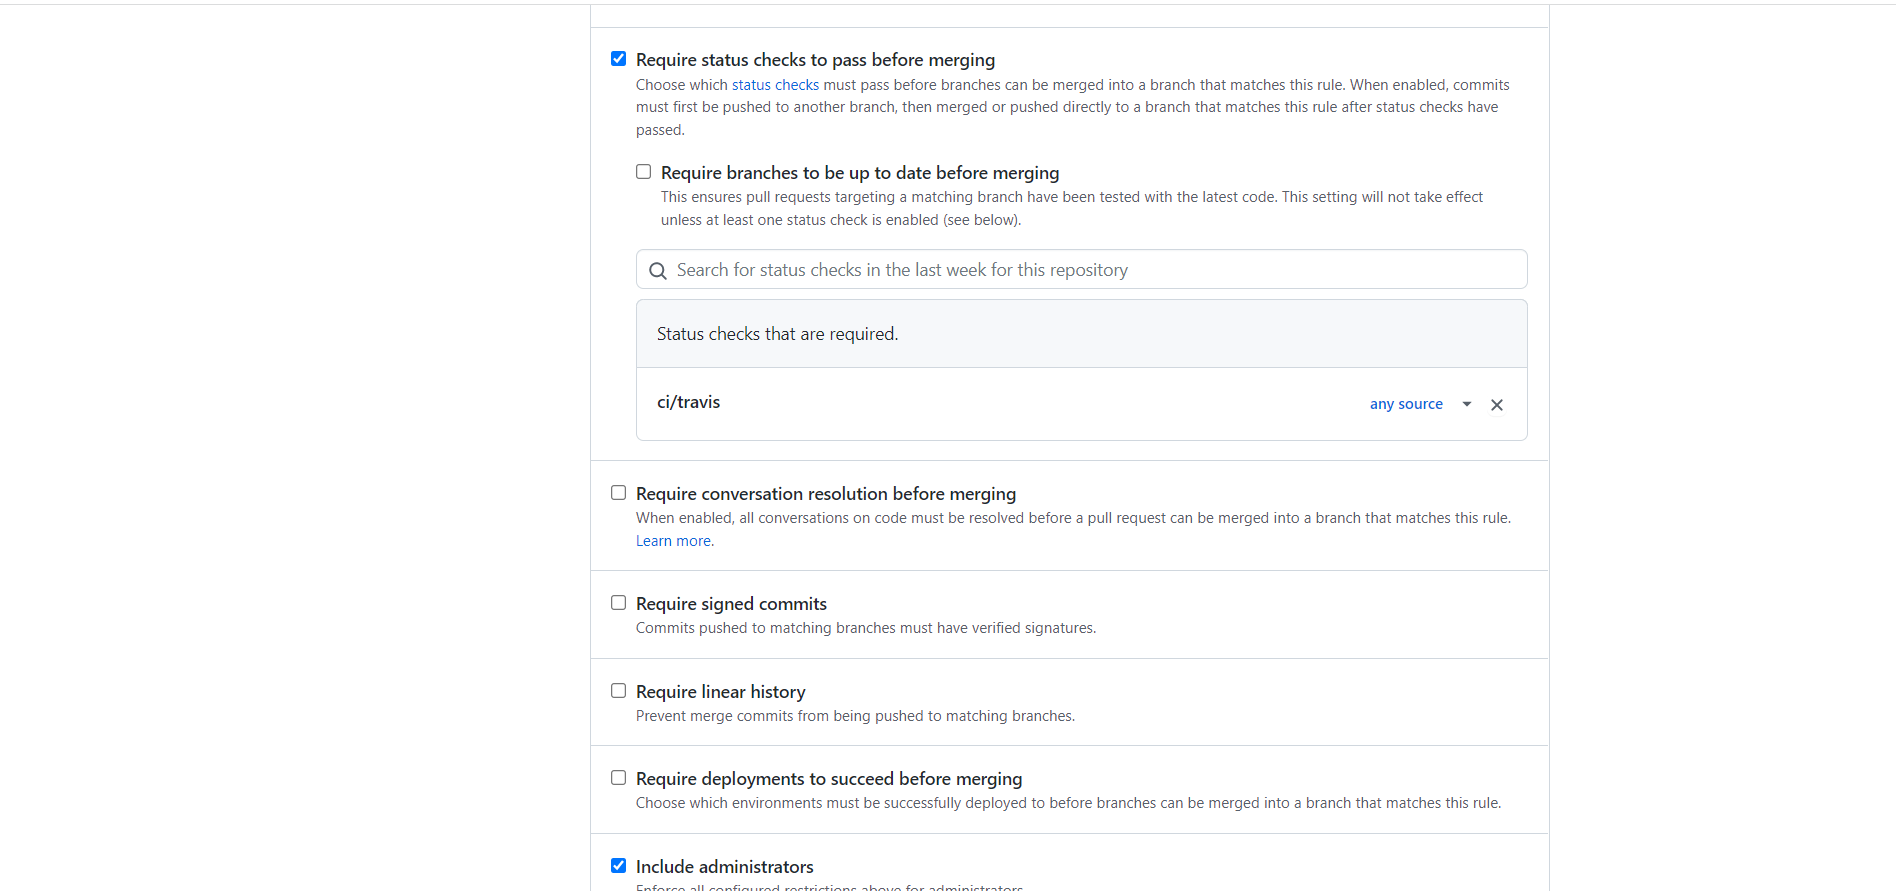 Require status checks to pass before merging
Choose which status checks must pass before branches can be merged into a branch that matches this rule. When enabled, commits
must first be pushed to another branch, then merged or pushed directly to a branch that matches this rule after status checks have
passed.
Require branches to be up to date before merging
This ensures pull requests targeting a matching branch have been tested with the latest code. This setting will not take effect
unless at least one status check is enabled (see below).
Search for status checks in the last week for this repository
Status checks that are required.
ci/travis any source
Require conversation resolution before merging
When enabled, all conversations on code must be resolved before a pull request can be merged into a branch that matches this rule.
Learn more.
Require signed commits
Commits pushed to matching branches must have verified signatures.
Require linear history
Prevent merge commits from being pushed to matching branches.
Require deployments to succeed before merging
Choose which environments must be successfully deployed to before branches can be merged into a branch that matches this rule.
Include administrators
Enforce all configured restrictions above for administrators.